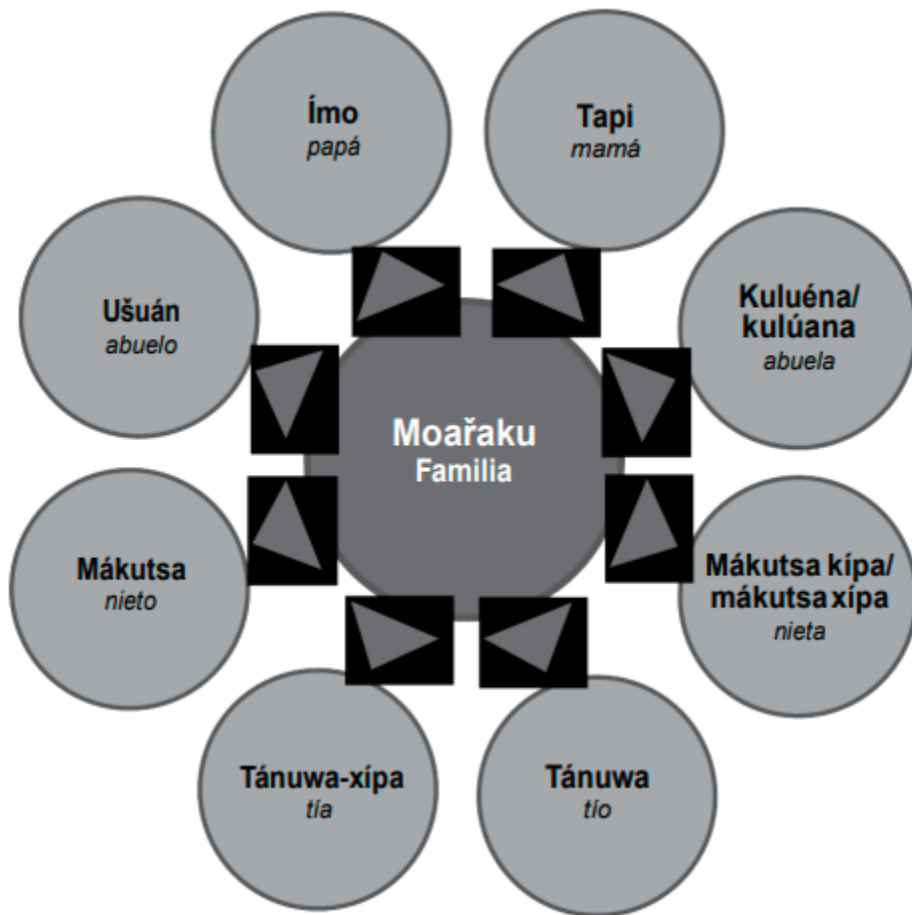 Ímo
papá
Tapi
mamá
Ušuán
abuelo
Kuluéna/
kulúana
abuela
Moařaku
Familia
Mákutsa
nieto
Mákutsa kípa/
mákutsa xípa
nieta
Tánuwa-xípa
tía
Tánuwa
tío